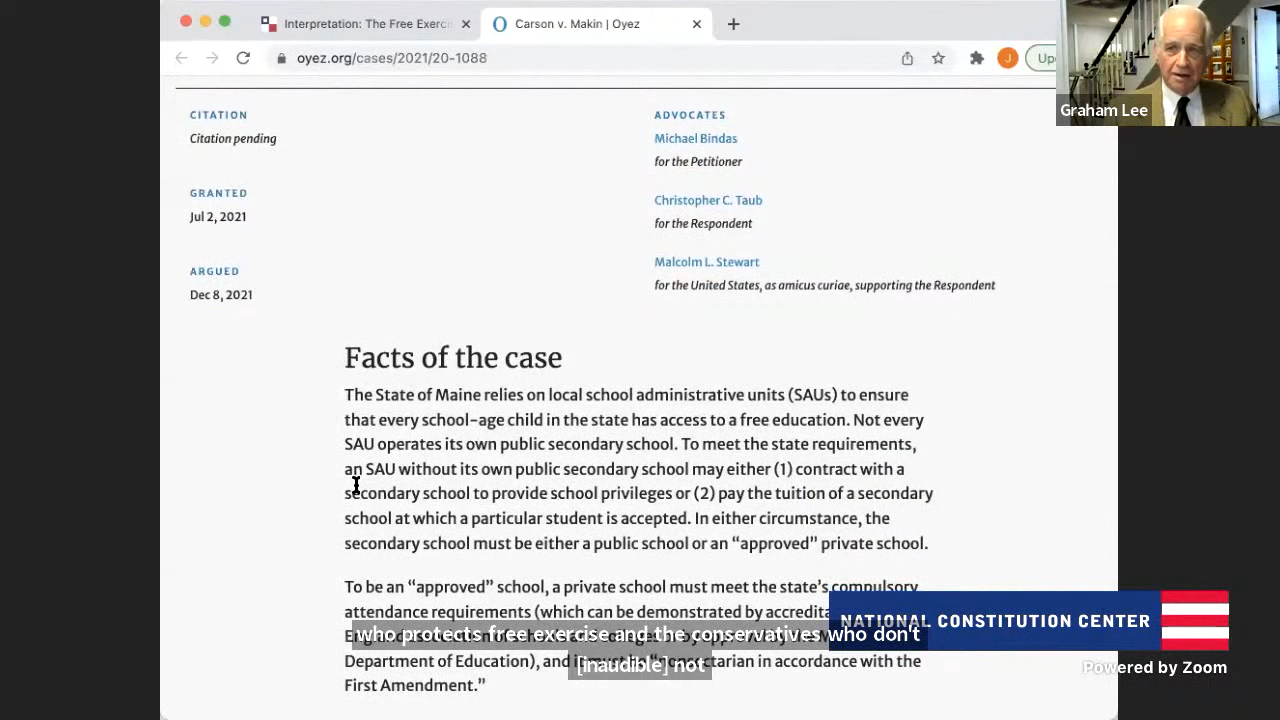 Interpretation: The Free Exerci
Carson v. Makin | Oyez
oyez.org/cases/2021/20-1088
J
Up
Graham Lee
CITATION
Citation pending
GRANTED
Jul 2, 2021
ARGUED
Dec 8, 2021
ADVOCATES
Michael Bindas
for the Petitioner
Christopher C. Taub
for the Respondent
Malcolm L. Stewart
for the United States, as amicus curiae, supporting the Respondent
Facts of the case
The State of Maine relies on local school administrative units (SAUs) to ensure
that every school-age child in the state has access to a free education. Not every
SAU operates its own public secondary school. To meet the state requirements,
an SAU without its own public secondary school may either (1) contract with a
secondary school to provide school privileges or (2) pay the tuition of a secondary
school at which a particular student is accepted. In either circumstance, the
secondary school must be either a public school or an “approved” private school.
To be an “approved” school, a private school must meet the state’s compulsory
attendance requirements (which can be demonstrated by
Department of Education), and
in accordance with the
First Amendment.”
who protects free exercise and the conservatives who don't
[inaudible] not
NATIONAL CONSTITUTION CENTER
Powered by Zoom